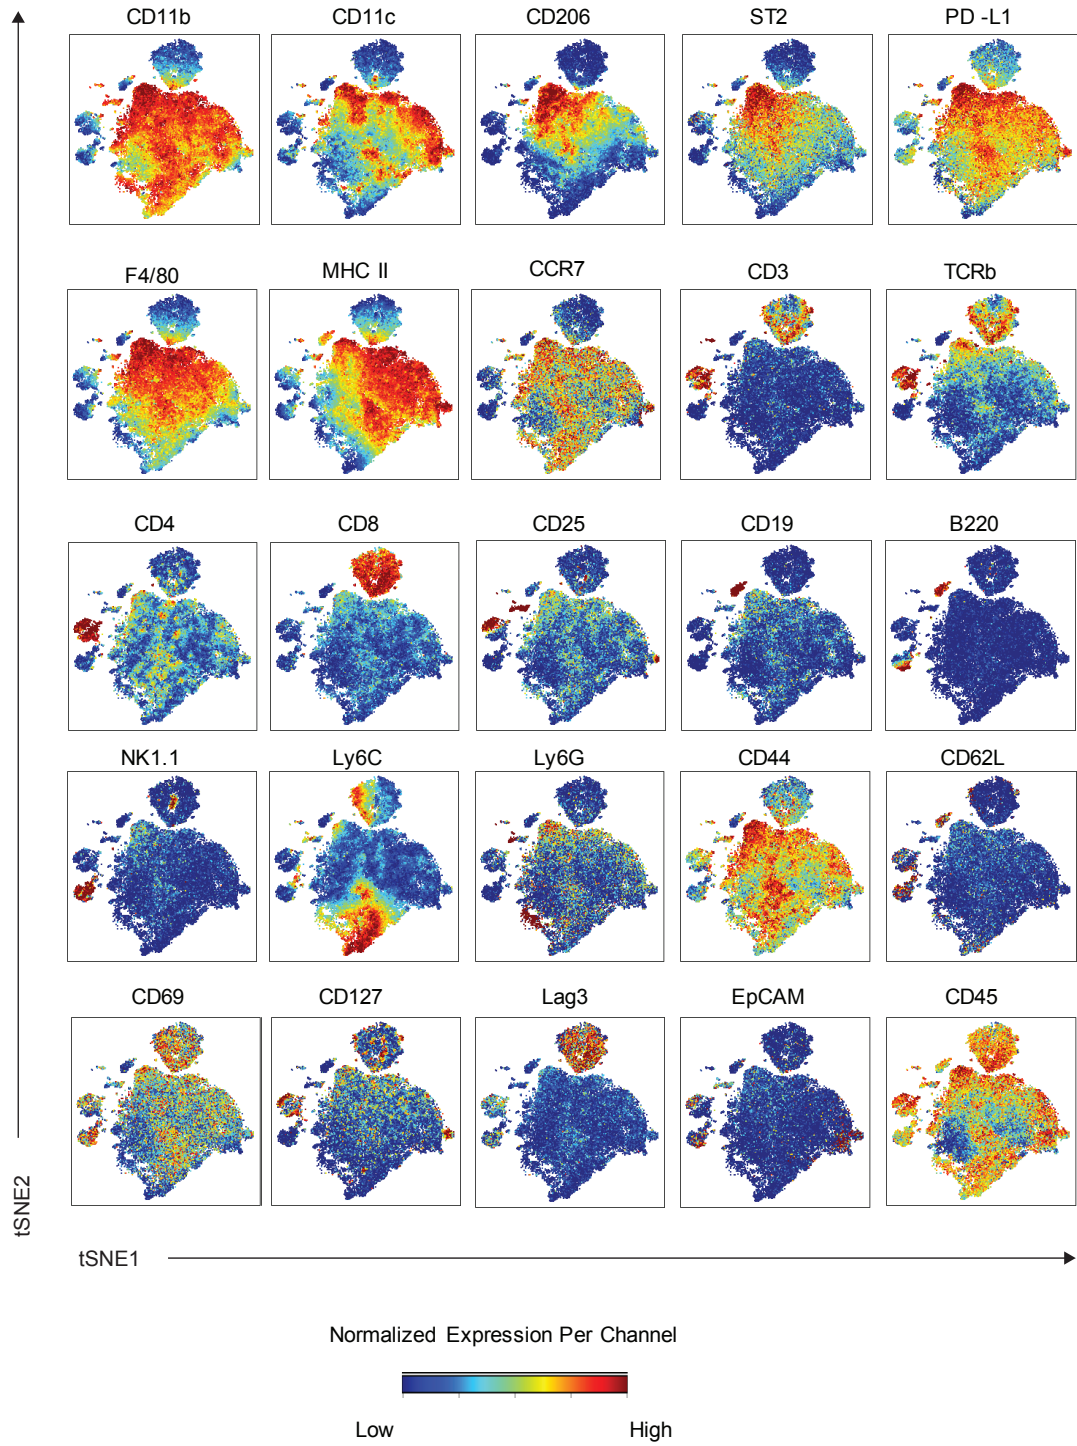 CD11b CD11c CD206 ST2 PD -L1
F4/80 MHC II CCR7 CD3 TCRb
CD4 CD8 CD25 CD19 B220
NK1.1 Ly6C Ly6G CD44 CD62L
CD69 CD127 Lag3 EpCAM CD45
tSNE2
tSNE1
Normalized Expression Per Channel
Low High